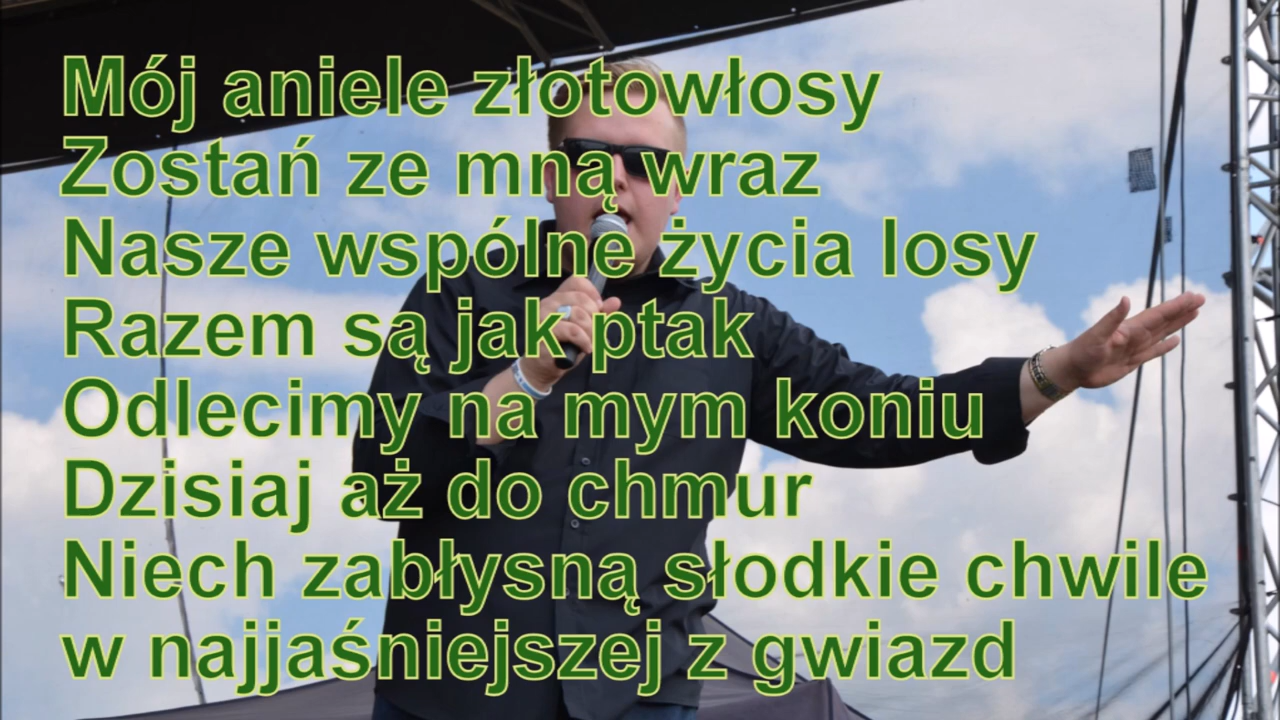 Mój aniele złotowłosy
Zostań ze mną wraz
Nasze wspólne życia losy
Razem są jak ptak
Odlecimy na mym koniu
Dzisiaj aż do chmur
Niech zabłysną słodkie chwile
w najjaśniejszej z gwiazd